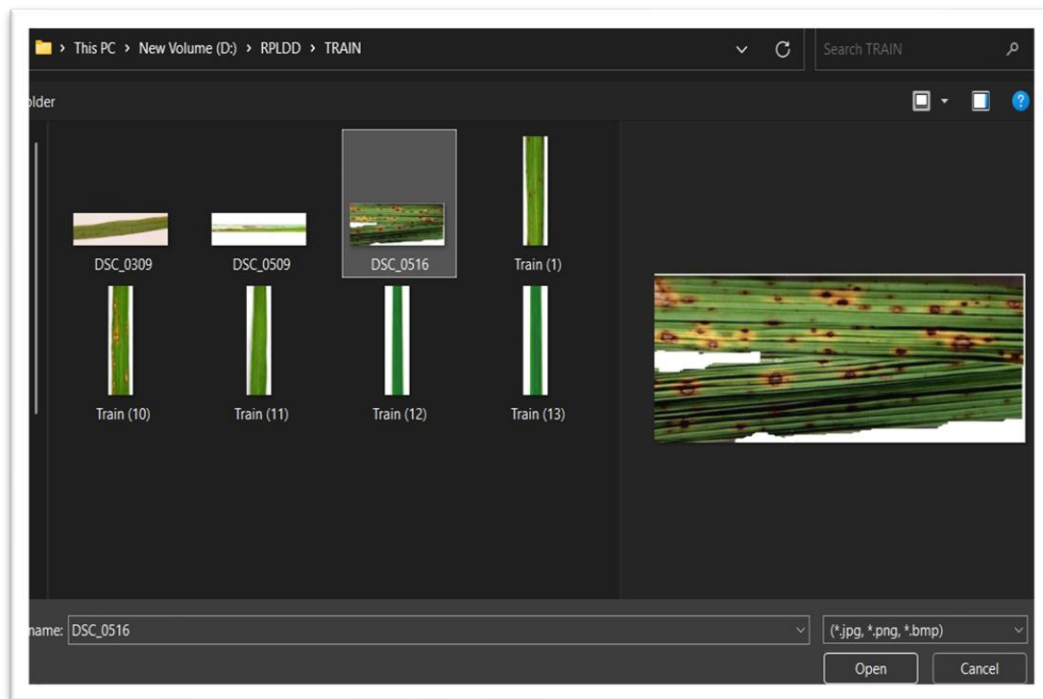 This PC > New Volume (D:) > RPLDD > TRAIN
Search TRAIN
older
DSC_0309
DSC_0509
DSC_0516
Train (1)
Train (10)
Train (11)
Train (12)
Train (13)
name: DSC_0516
(*.jpg, *.png, *.bmp)
Open
Cancel